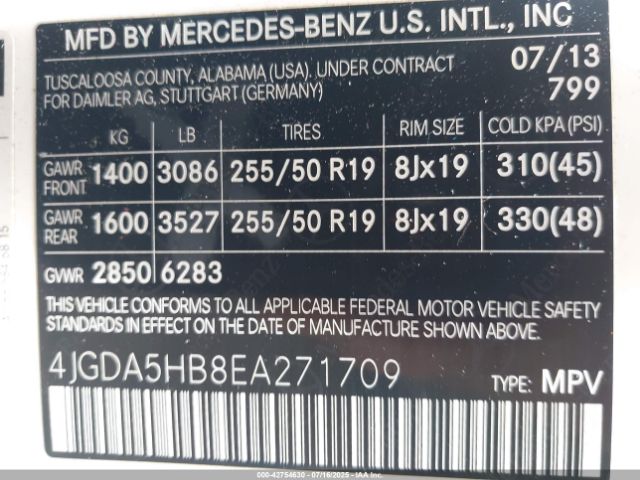 MFD BY MERCEDES-BENZ U.S. INTL., INC
TUSCALOOSA COUNTY, ALABAMA (USA). UNDER CONTRACT 07/13
FOR DAIMLER AG, STUTTGART (GERMANY) 799
KG LB TIRES RIM SIZE COLD KPA (PSI)
GAWR FRONT 1400 3086 255/50 R19 8Jx19 310(45)
GAWR REAR 1600 3527 255/50 R19 8Jx19 330(48)
GVWR 2850 6283
THIS VEHICLE CONFORMS TO ALL APPLICABLE FEDERAL MOTOR VEHICLE SAFETY
STANDARDS IN EFFECT ON THE DATE OF MANUFACTURE SHOWN ABOVE.
4JGDA5HB8EA271709 TYPE: MPV
000-42754630 - 07/16/2025 - IAA Inc.